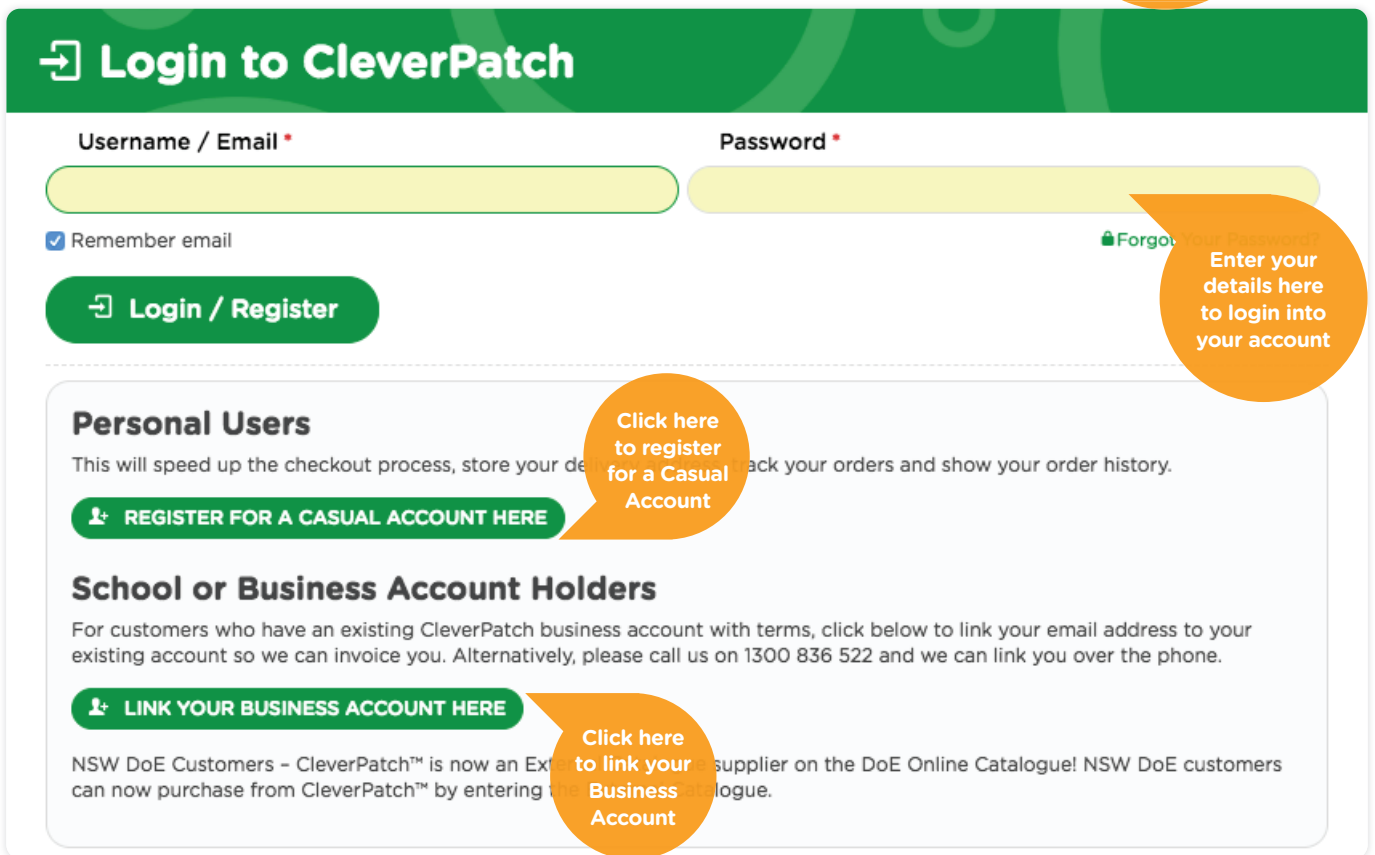 Login to CleverPatch
Username / Email *
Password *
Remember email
Forgot Your Password?
Enter your
details here
to login into
your account
Login / Register
Personal Users
This will speed up the checkout process, store your delivery address, track your orders and show your order history.
Click here
to register
for a Casual
Account
REGISTER FOR A CASUAL ACCOUNT HERE
School or Business Account Holders
For customers who have an existing CleverPatch business account with terms, click below to link your email address to your
existing account so we can invoice you. Alternatively, please call us on 1300 836 522 and we can link you over the phone.
LINK YOUR BUSINESS ACCOUNT HERE
Click here
to link your
Business
Account
NSW DoE Customers – CleverPatch™ is now an supplier on the DoE Online Catalogue! NSW DoE customers
can now purchase from CleverPatch™ by entering the Catalogue.